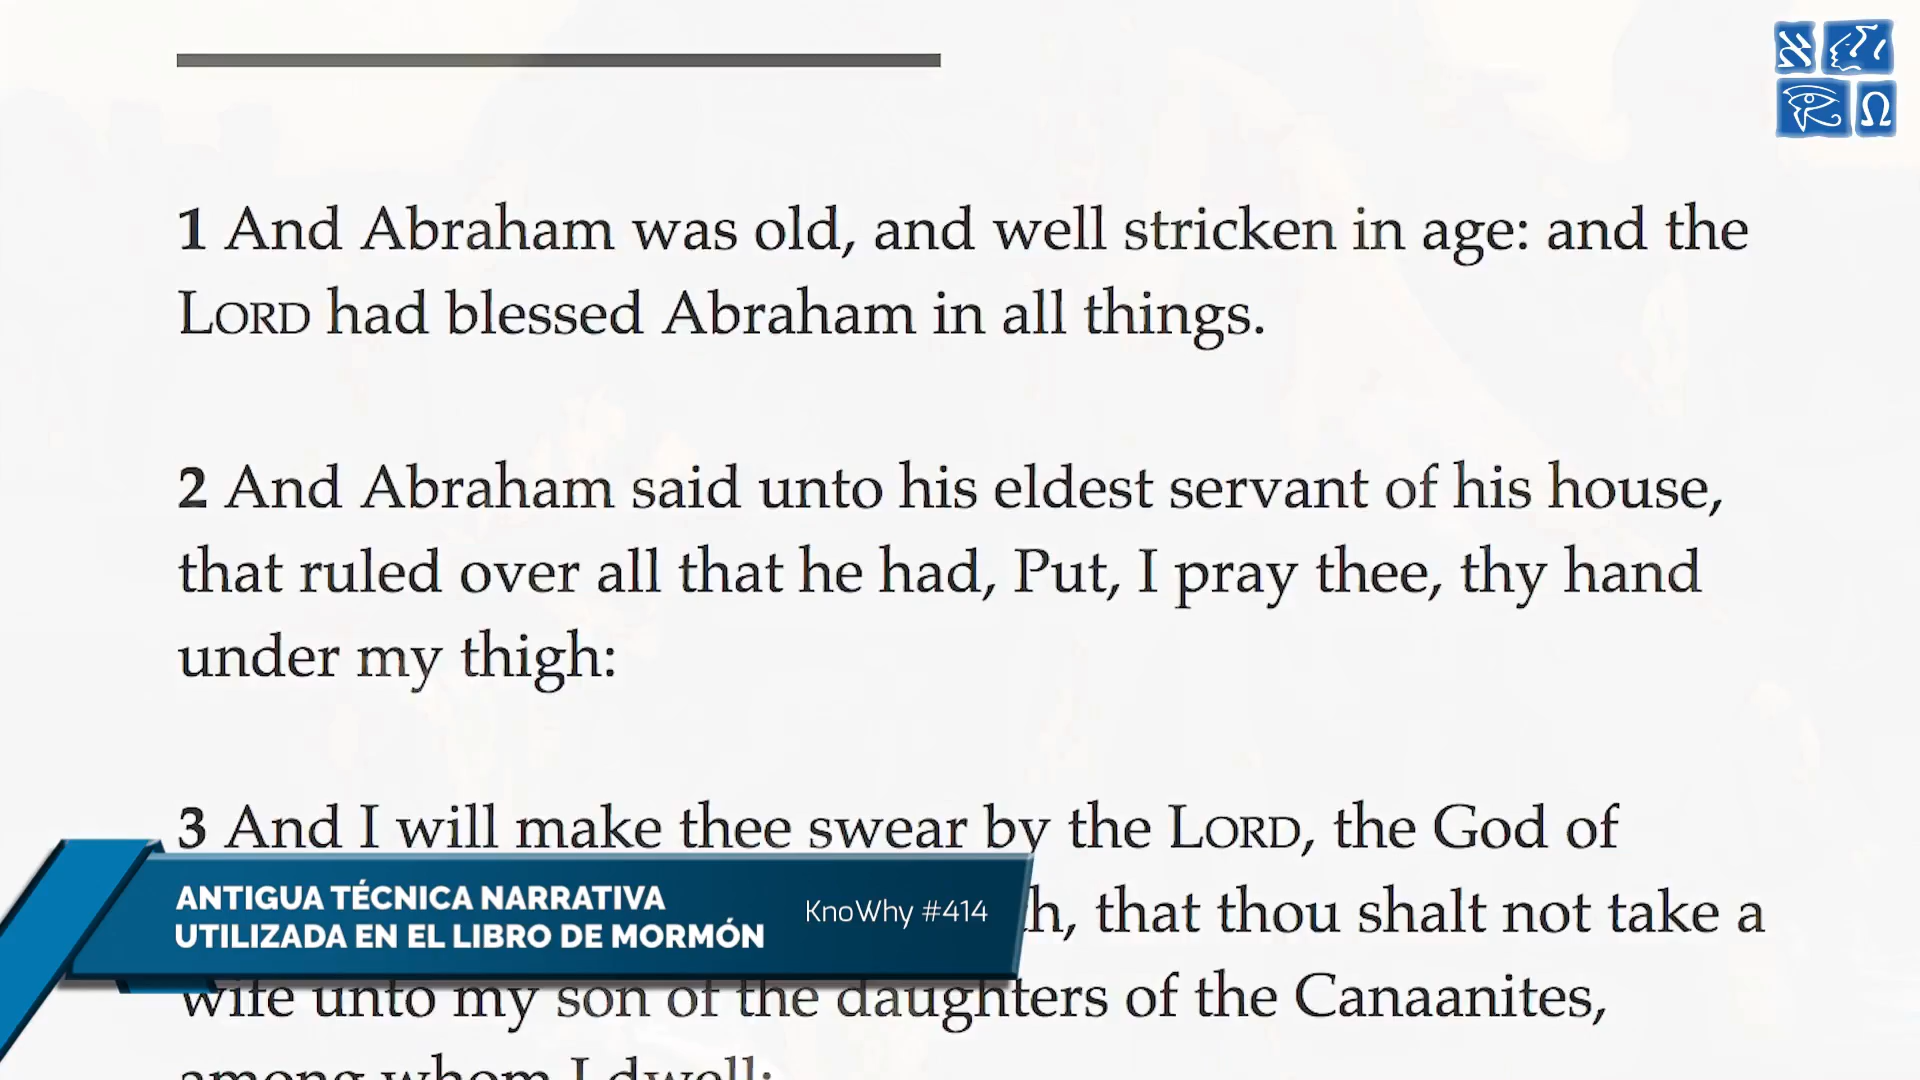 1 And Abraham was old, and well stricken in age: and the
LORD had blessed Abraham in all things.
2 And Abraham said unto his eldest servant of his house,
that ruled over all that he had, Put, I pray thee, thy hand
under my thigh:
3 And I will make thee swear by the LORD, the God of
h, that thou shalt not take a
wife unto my son of the daughters of the Canaanites,
among whom I dwell:
ANTIGUA TÉCNICA NARRATIVA
UTILIZADA EN EL LIBRO DE MORMÓN
KnoWhy #414
א
Ω